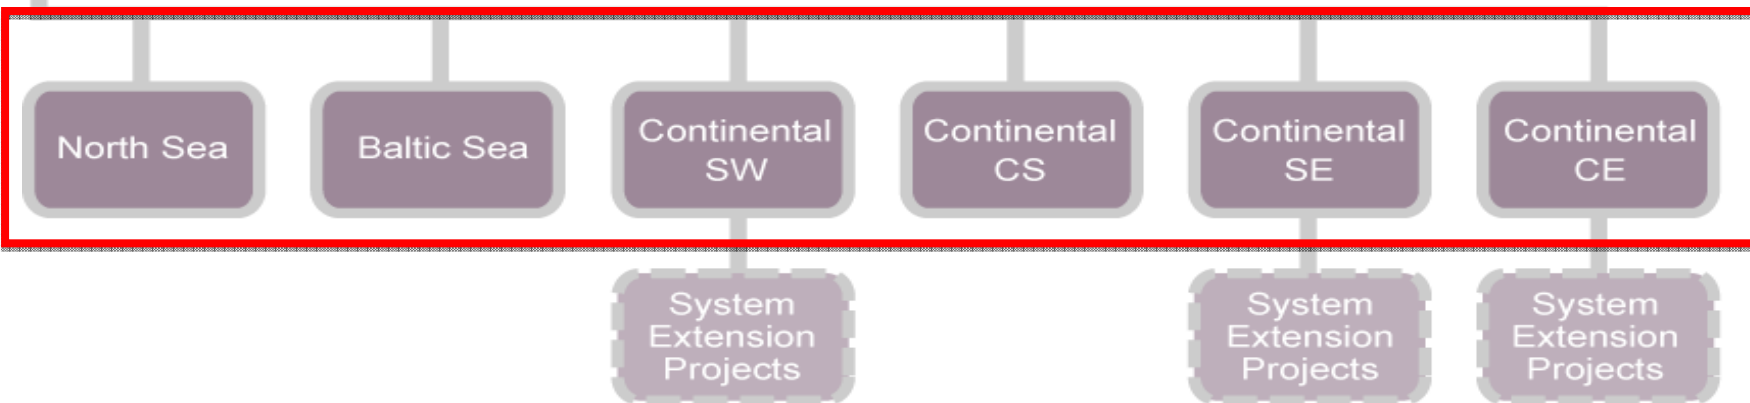 North Sea
Baltic Sea
Continental
SW
Continental
CS
Continental
SE
Continental
CE
System
Extension
Projects
System
Extension
Projects
System
Extension
Projects